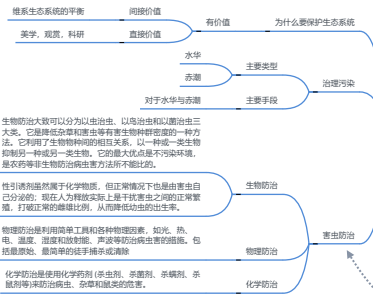 维系生态系统的平衡 间接价值
有价值 为什么要保护生态系统
美学，观赏，科研 直接价值
水华
主要类型
赤潮
治理污染
对于水华与赤潮 主要手段
生物防治大致可以分为以虫治虫、以鸟治虫和以菌治虫三
大类。它是降低杂草和害虫等有害生物种群密度的一种方
法。它利用了生物物种间的相互关系，以一种或一类生物
抑制另一种或另一类生物。它的最大优点是不污染环境，
是农药等非生物防治病虫害方法所不能比的。
生物防治
性引诱剂虽然属于化学物质，但正常情况下也是由害虫自
己分泌的；现在人为释放实际上是干扰害虫之间的正常繁
殖，打破正常的雌雄比例，从而降低幼虫的出生率。
害虫防治
物理防治是利用简单工具和各种物理因素，如光、热、
电、温度、湿度和放射能、声波等防治病虫害的措施。包
括最原始、最简单的徒手捕杀或清除
物理防治
化学防治是使用化学药剂 (杀虫剂、杀菌剂、杀螨剂、杀
鼠剂等)来防治病虫、杂草和鼠类的危害。
化学防治